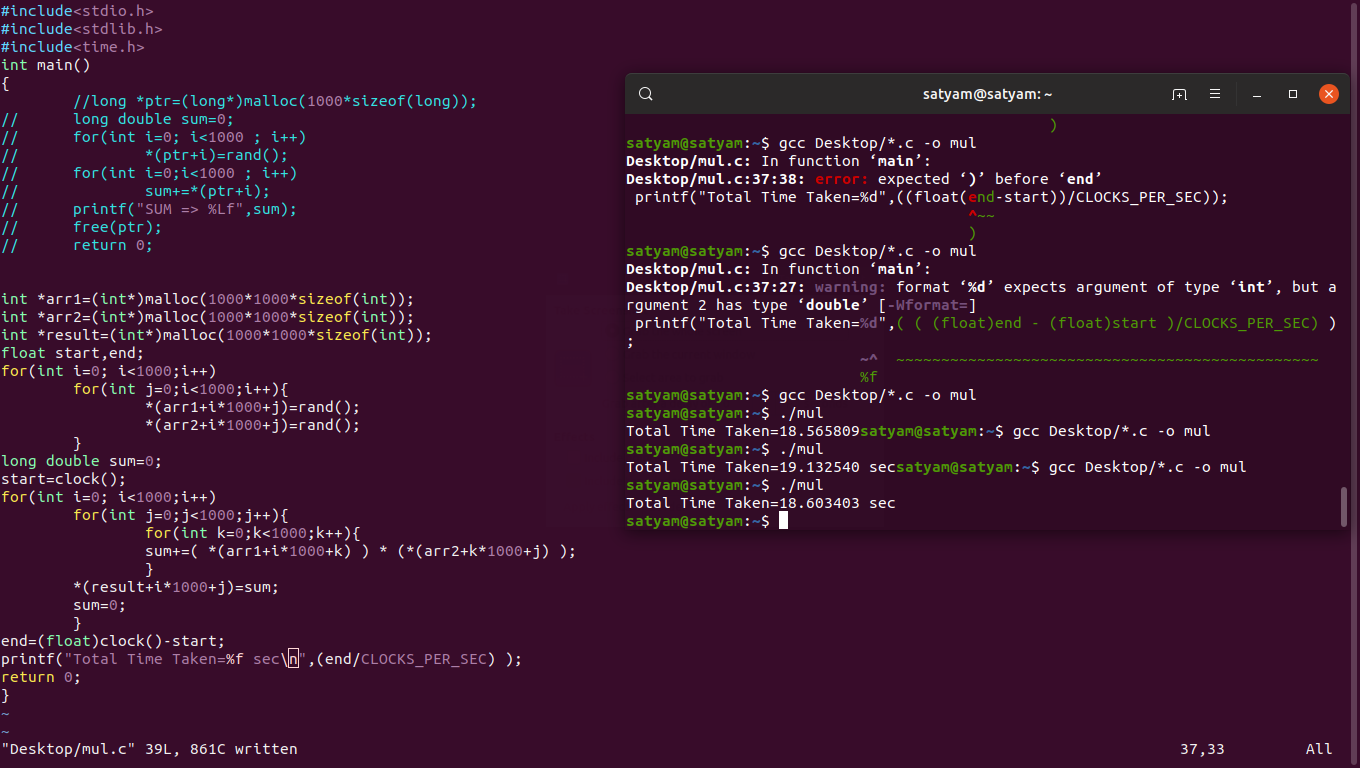 #include<stdio.h>
#include<stdlib.h>
#include<time.h>
int main()
{
//long *ptr=(long*)malloc(1000*sizeof(long));
// long double sum=0;
// for(int i=0; i<1000 ; i++)
// *(ptr+i)=rand();
// for(int i=0;i<1000 ; i++)
// sum+=*(ptr+i);
// printf("SUM => %Lf",sum);
// free(ptr);
// return 0;
int *arr1=(int*)malloc(1000*1000*sizeof(int));
int *arr2=(int*)malloc(1000*1000*sizeof(int));
int *result=(int*)malloc(1000*1000*sizeof(int));
float start,end;
for(int i=0; i<1000;i++)
for(int j=0;i<1000;i++){
*(arr1+i*1000+j)=rand();
*(arr2+i*1000+j)=rand();
}
long double sum=0;
start=clock();
for(int i=0; i<1000;i++)
for(int j=0;j<1000;j++){
for(int k=0;k<1000;k++){
sum+=( *(arr1+i*1000+k) ) * (*(arr2+k*1000+j) );
}
*(result+i*1000+j)=sum;
sum=0;
}
end=(float)clock()-start;
printf("Total Time Taken=%f sec\n",(end/CLOCKS_PER_SEC) );
return 0;
}
~
~
"Desktop/mul.c" 39L, 861C written 37,33 All
satyam@satyam: ~
)
satyam@satyam:~$ gcc Desktop/*.c -o mul
Desktop/mul.c: In function ‘main’:
Desktop/mul.c:37:38: error: expected ‘)’ before ‘end’
printf("Total Time Taken=%d",((float(end-start))/CLOCKS_PER_SEC));
^~~
)
satyam@satyam:~$ gcc Desktop/*.c -o mul
Desktop/mul.c: In function ‘main’:
Desktop/mul.c:37:27: warning: format ‘%d’ expects argument of type ‘int’, but a
rgument 2 has type ‘double’ [-Wformat=]
printf("Total Time Taken=%d",( ( (float)end - (float)start )/CLOCKS_PER_SEC) )
;
~^ ~~~~~~~~~~~~~~~~~~~~~~~~~~~~~~~~~~~~~~~~~~~~~~~
%f
satyam@satyam:~$ gcc Desktop/*.c -o mul
satyam@satyam:~$ ./mul
Total Time Taken=18.565809satyam@satyam:~$ gcc Desktop/*.c -o mul
satyam@satyam:~$ ./mul
Total Time Taken=19.132540 secsatyam@satyam:~$ gcc Desktop/*.c -o mul
satyam@satyam:~$ ./mul
Total Time Taken=18.603403 sec
satyam@satyam:~$